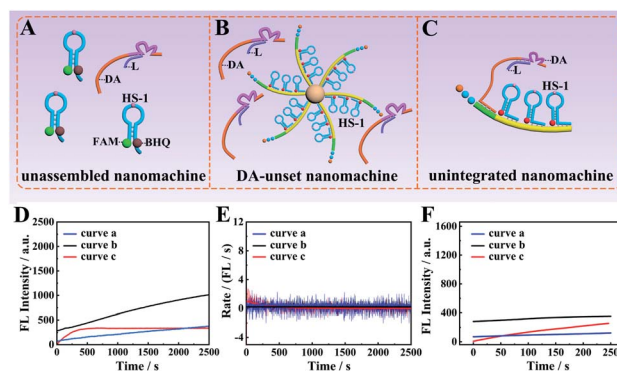 A
B
C
L
DA
HS-1
FAM
BHQ
unassembled nanomachine
DA
L
HS-1
DA-unset nanomachine
L
DA
HS-1
unintegrated nanomachine
D
2500
2000
1500
1000
500
0
0 500 1000 1500 2000 2500
FL Intensity / a.u.
Time / s
curve a
curve b
curve c
E
12
8
4
0
-4
0 500 1000 1500 2000 2500
Rate / (FL / s)
Time / s
curve a
curve b
curve c
F
1600
1200
800
400
0
0 50 100 150 200 250
FL Intensity / a.u.
Time / s
curve a
curve b
curve c